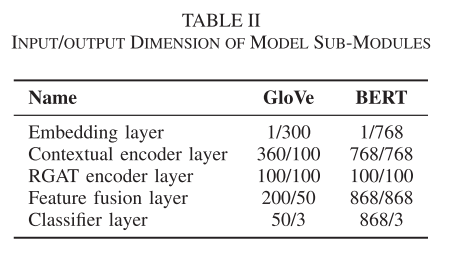 TABLE II
INPUT/OUTPUT DIMENSION OF MODEL SUB-MODULES
Name GloVe BERT
Embedding layer 1/300 1/768
Contextual encoder layer 360/100 768/768
RGAT encoder layer 100/100 100/100
Feature fusion layer 200/50 868/868
Classifier layer 50/3 868/3